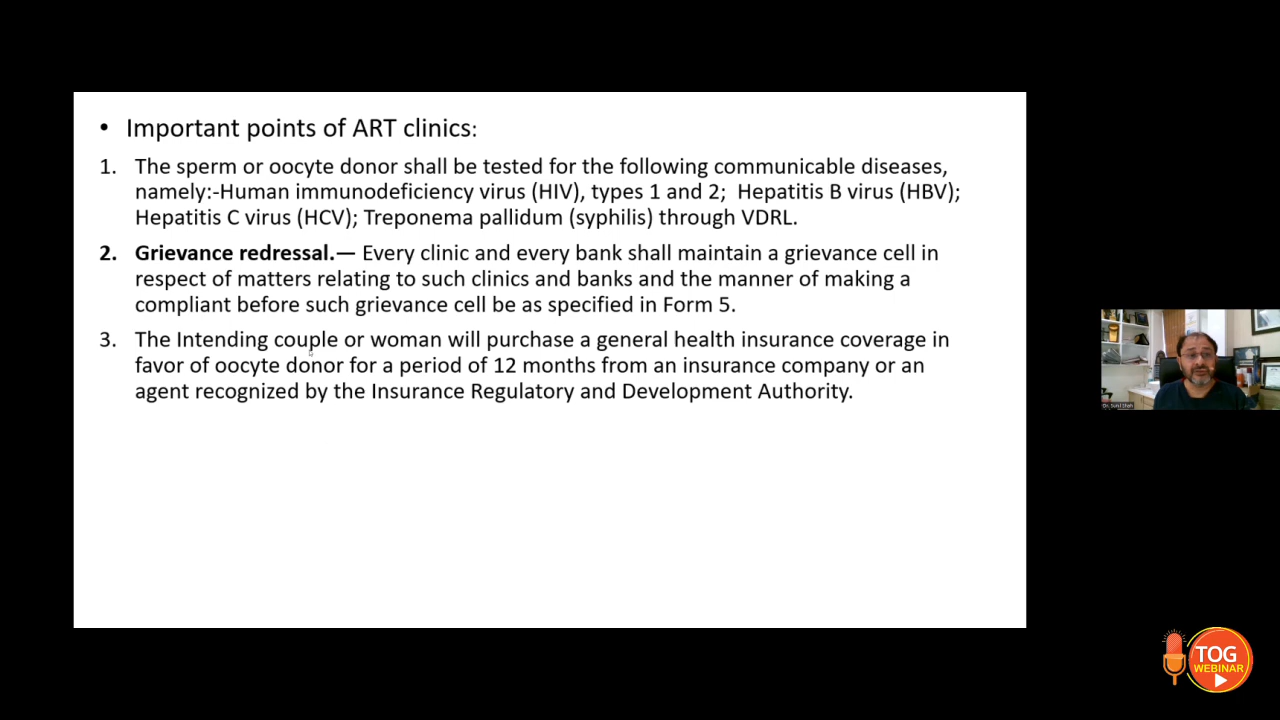 • Important points of ART clinics:
1. The sperm or oocyte donor shall be tested for the following communicable diseases,
namely:-Human immunodeficiency virus (HIV), types 1 and 2;  Hepatitis B virus (HBV);
Hepatitis C virus (HCV); Treponema pallidum (syphilis) through VDRL.
2. Grievance redressal.— Every clinic and every bank shall maintain a grievance cell in
respect of matters relating to such clinics and banks and the manner of making a
compliant before such grievance cell be as specified in Form 5.
3. The Intending couple or woman will purchase a general health insurance coverage in
favor of oocyte donor for a period of 12 months from an insurance company or an
agent recognized by the Insurance Regulatory and Development Authority.
Dr. Sunil Shah
TOG
WEBINAR